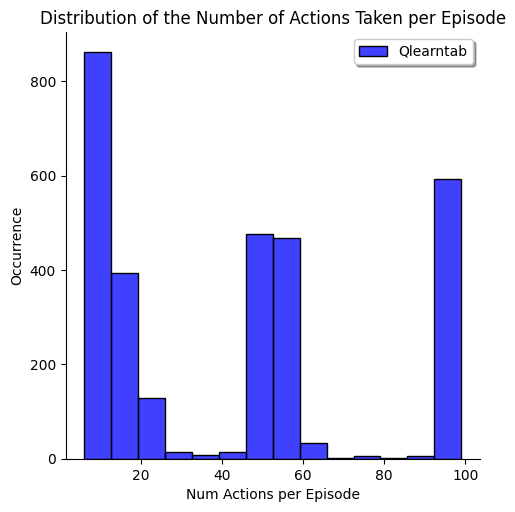 Distribution of the Number of Actions Taken per Episode
Qlearntab
800
600
400
200
0
Occurrence
20 40 60 80 100
Num Actions per Episode